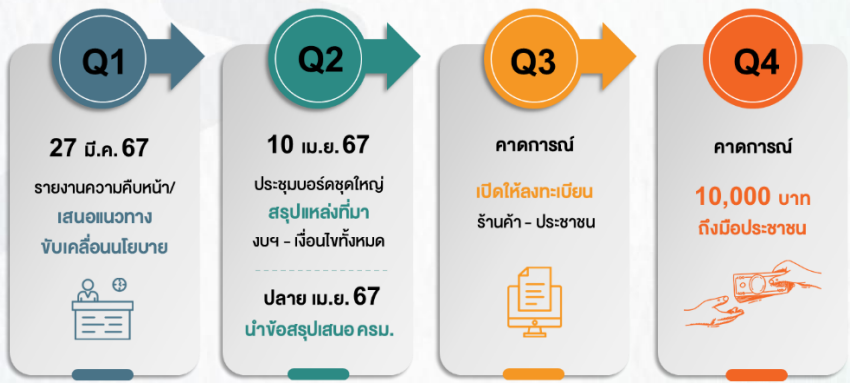 Q1
27 มี.ค. 67
รายงานความคืบหน้า/
เสนอแนวทาง
ขับเคลื่อนนโยบาย
Q2
10 เม.ย. 67
ประชุมบอร์ดชุดใหญ่
สรุปแหล่งที่มา
งบฯ - เงื่อนไขทั้งหมด
ปลาย เม.ย. 67
นำข้อสรุปเสนอ ครม.
Q3
คาดการณ์
เปิดให้ลงทะเบียน
ร้านค้า - ประชาชน
Q4
คาดการณ์
10,000 บาท
ถึงมือประชาชน